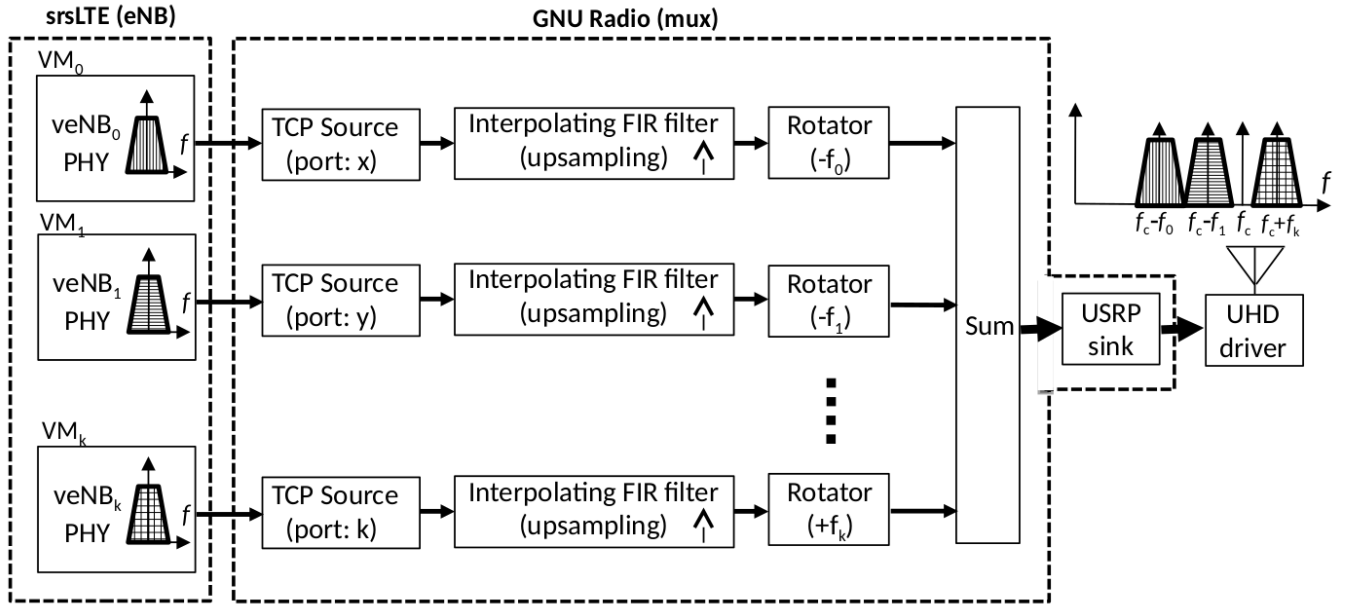 srsLTE (eNB)
GNU Radio (mux)
VM0
veNB0
PHY
f
TCP Source
(port: x)
Interpolating FIR filter
(upsampling)
Rotator
(-f0)
VM1
veNB1
PHY
f
TCP Source
(port: y)
Interpolating FIR filter
(upsampling)
Rotator
(-f1)
VMk
veNBk
PHY
f
TCP Source
(port: k)
Interpolating FIR filter
(upsampling)
Rotator
(+fk)
Sum
USRP
sink
UHD
driver
f
fc-f0 fc-f1 fc fc+fk